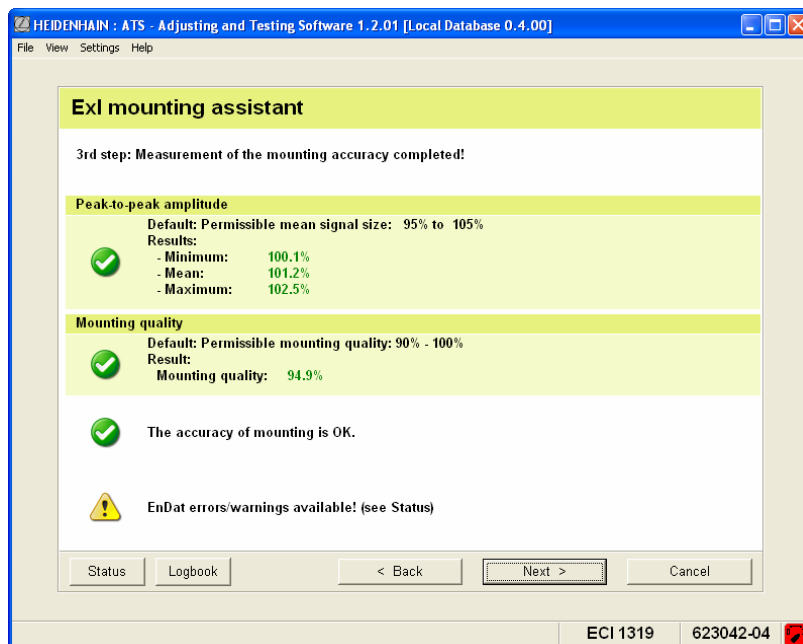 HEIDENHAIN : ATS - Adjusting and Testing Software 1.2.01 [Local Database 0.4.00]
File View Settings Help
ExI mounting assistant
3rd step: Measurement of the mounting accuracy completed!
Peak-to-peak amplitude
Default: Permissible mean signal size: 95% to 105%
Results:
- Minimum: 100.1%
- Mean: 101.2%
- Maximum: 102.5%
Mounting quality
Default: Permissible mounting quality: 90% - 100%
Result:
Mounting quality: 94.9%
The accuracy of mounting is OK.
EnDat errors/warnings available! (see Status)
Status Logbook < Back Next > Cancel
ECI 1319 623042-04